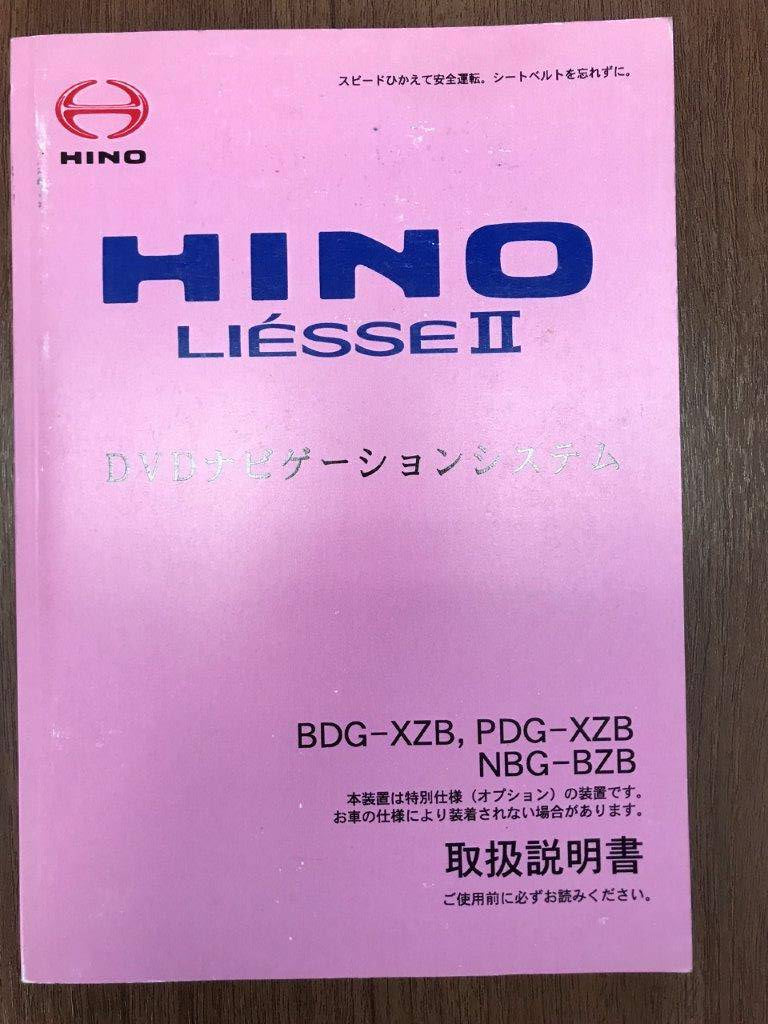 スピードひかえて安全運転。シートベルトを忘れずに。
HINO
HINO
LIÉSSE II
DVDナビゲーションシステム
BDG-XZB, PDG-XZB
NBG-BZB
本装置は特別仕様（オプション）の装置です。
お車の仕様により装着されない場合があります。
取扱説明書
ご使用前に必ずお読みください。